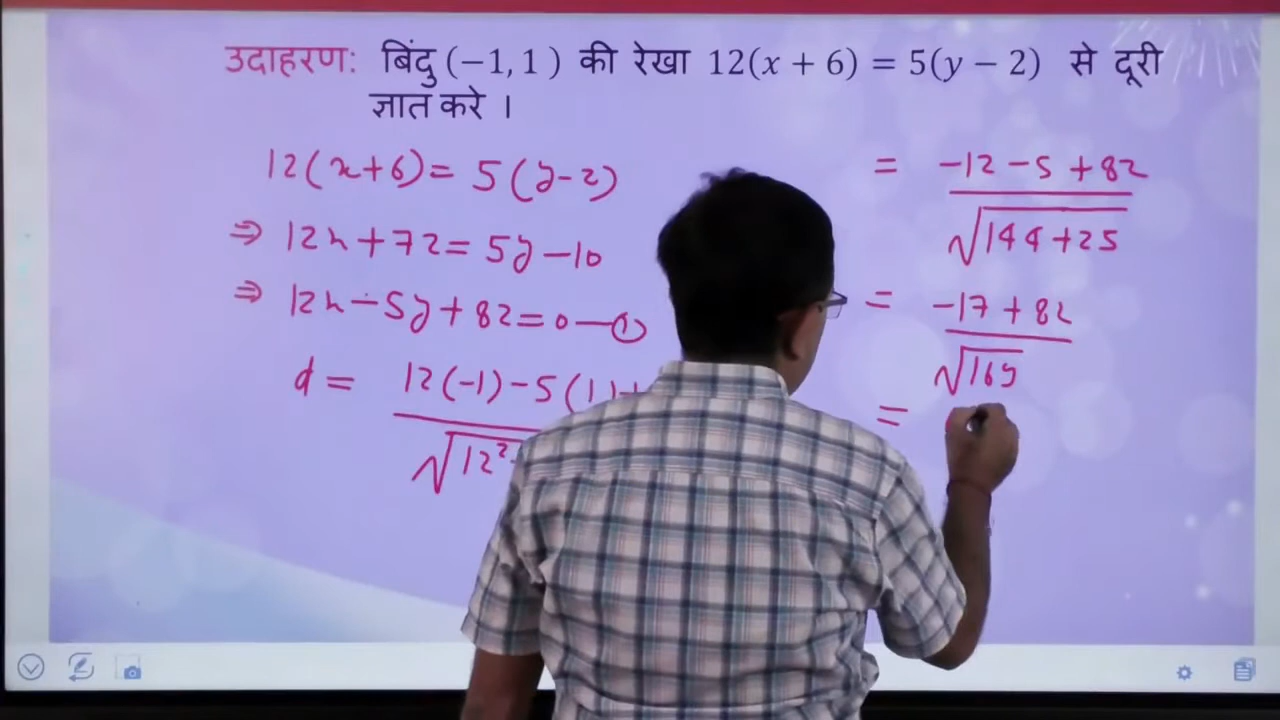 उदाहरण: बिंदु (−1, 1 ) की रेखा 12(x + 6) = 5(y − 2) से दूरी
ज्ञात करे ।
12(x+6)= 5(y-2)
⇒ 12x+72=5y-10
⇒ 12x-5y+82=0—①
d = 12(-1)-5(1)+
√12²
= -12-5+82
√144+25
= -17+82
√165
=